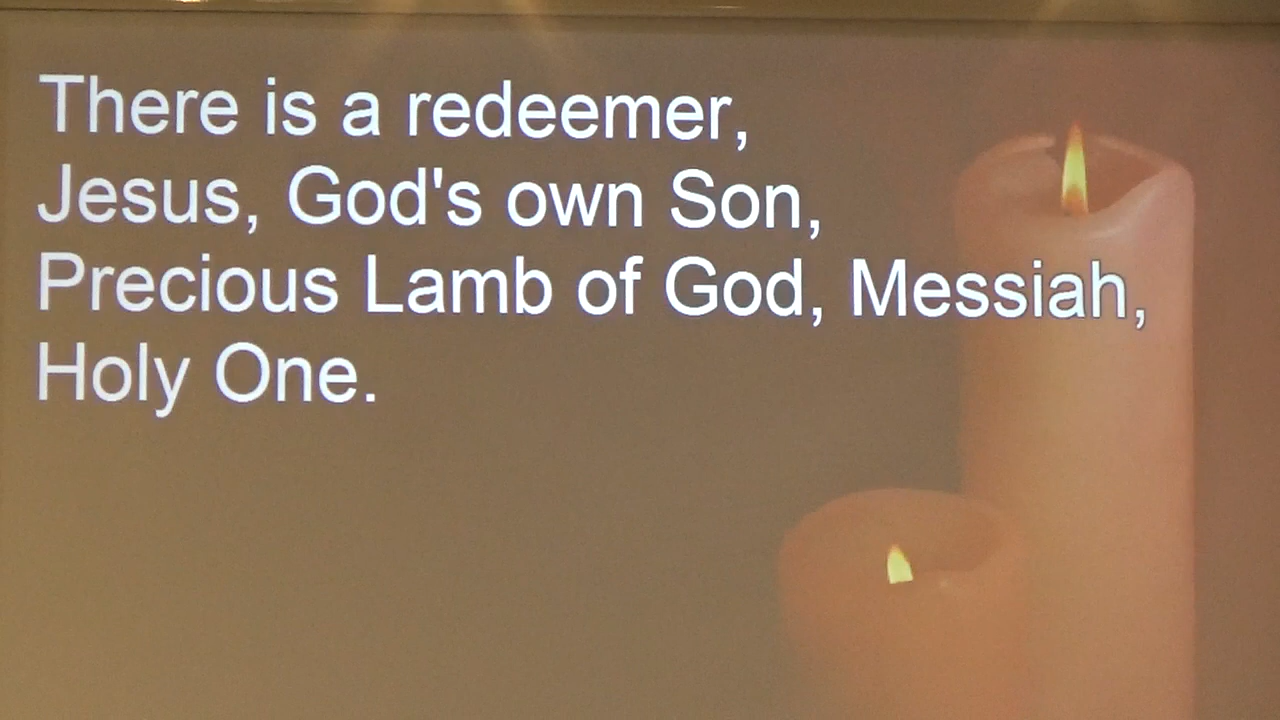 There is a redeemer,
Jesus, God's own Son,
Precious Lamb of God, Messiah,
Holy One.